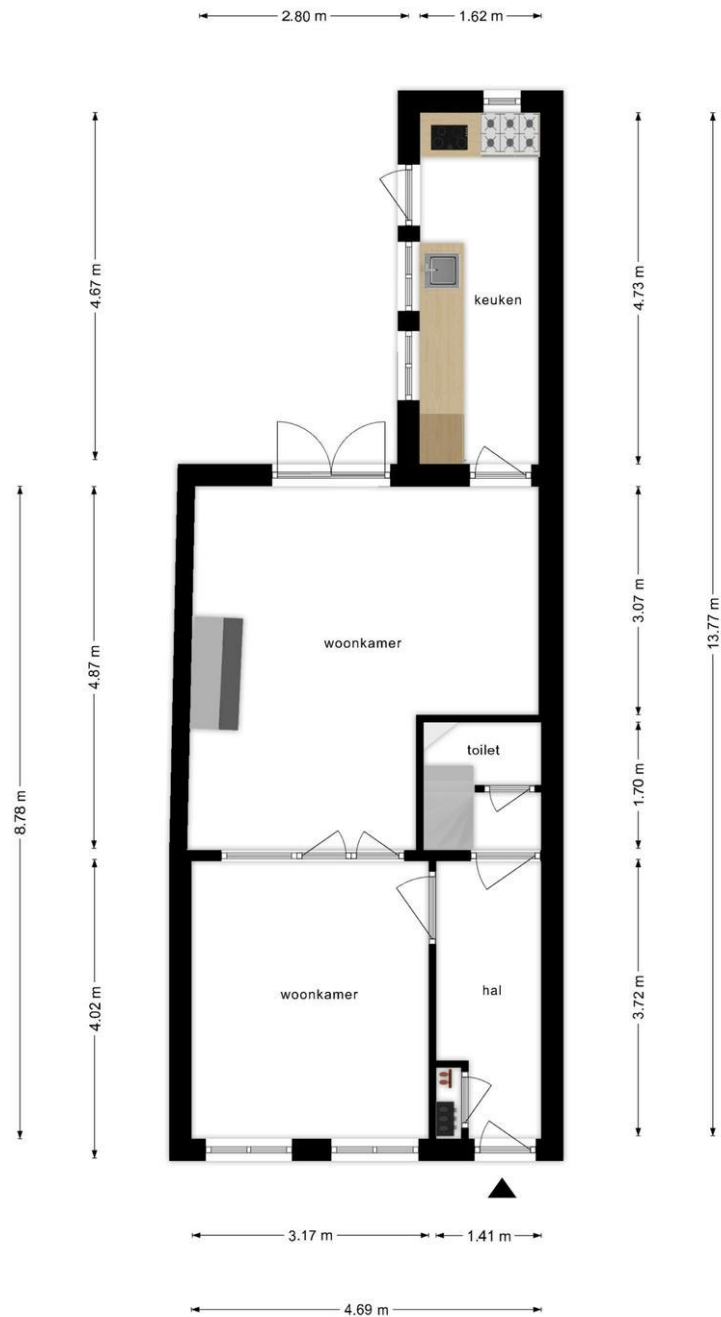 2.80 m
1.62 m
4.67 m
4.73 m
keuken
3.07 m
13.77 m
woonkamer
4.87 m
toilet
1.70 m
8.78 m
woonkamer
hal
4.02 m
3.72 m
3.17 m
1.41 m
4.69 m